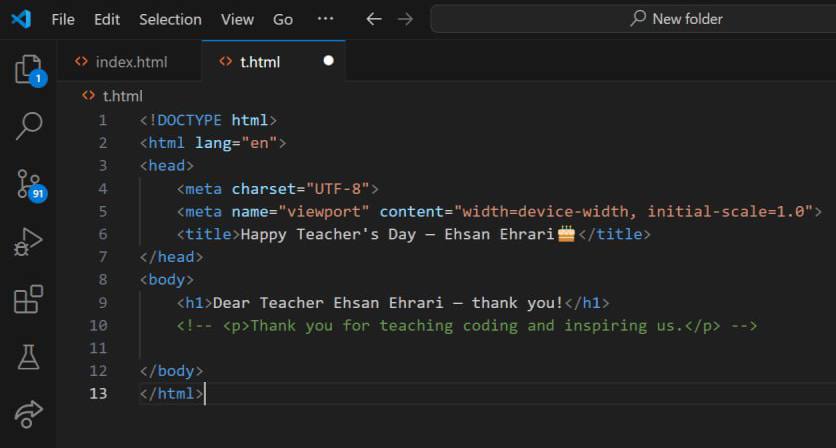 File Edit Selection View Go ··· New folder
index.html t.html
t.html
1 <!DOCTYPE html>
2 <html lang="en">
3 <head>
4 <meta charset="UTF-8">
5 <meta name="viewport" content="width=device-width, initial-scale=1.0">
6 <title>Happy Teacher's Day — Ehsan Ehrari🎂</title>
7 </head>
8 <body>
9 <h1>Dear Teacher Ehsan Ehrari — thank you!</h1>
10 <!-- <p>Thank you for teaching coding and inspiring us.</p> -->
11
12 </body>
13 </html>
1
91